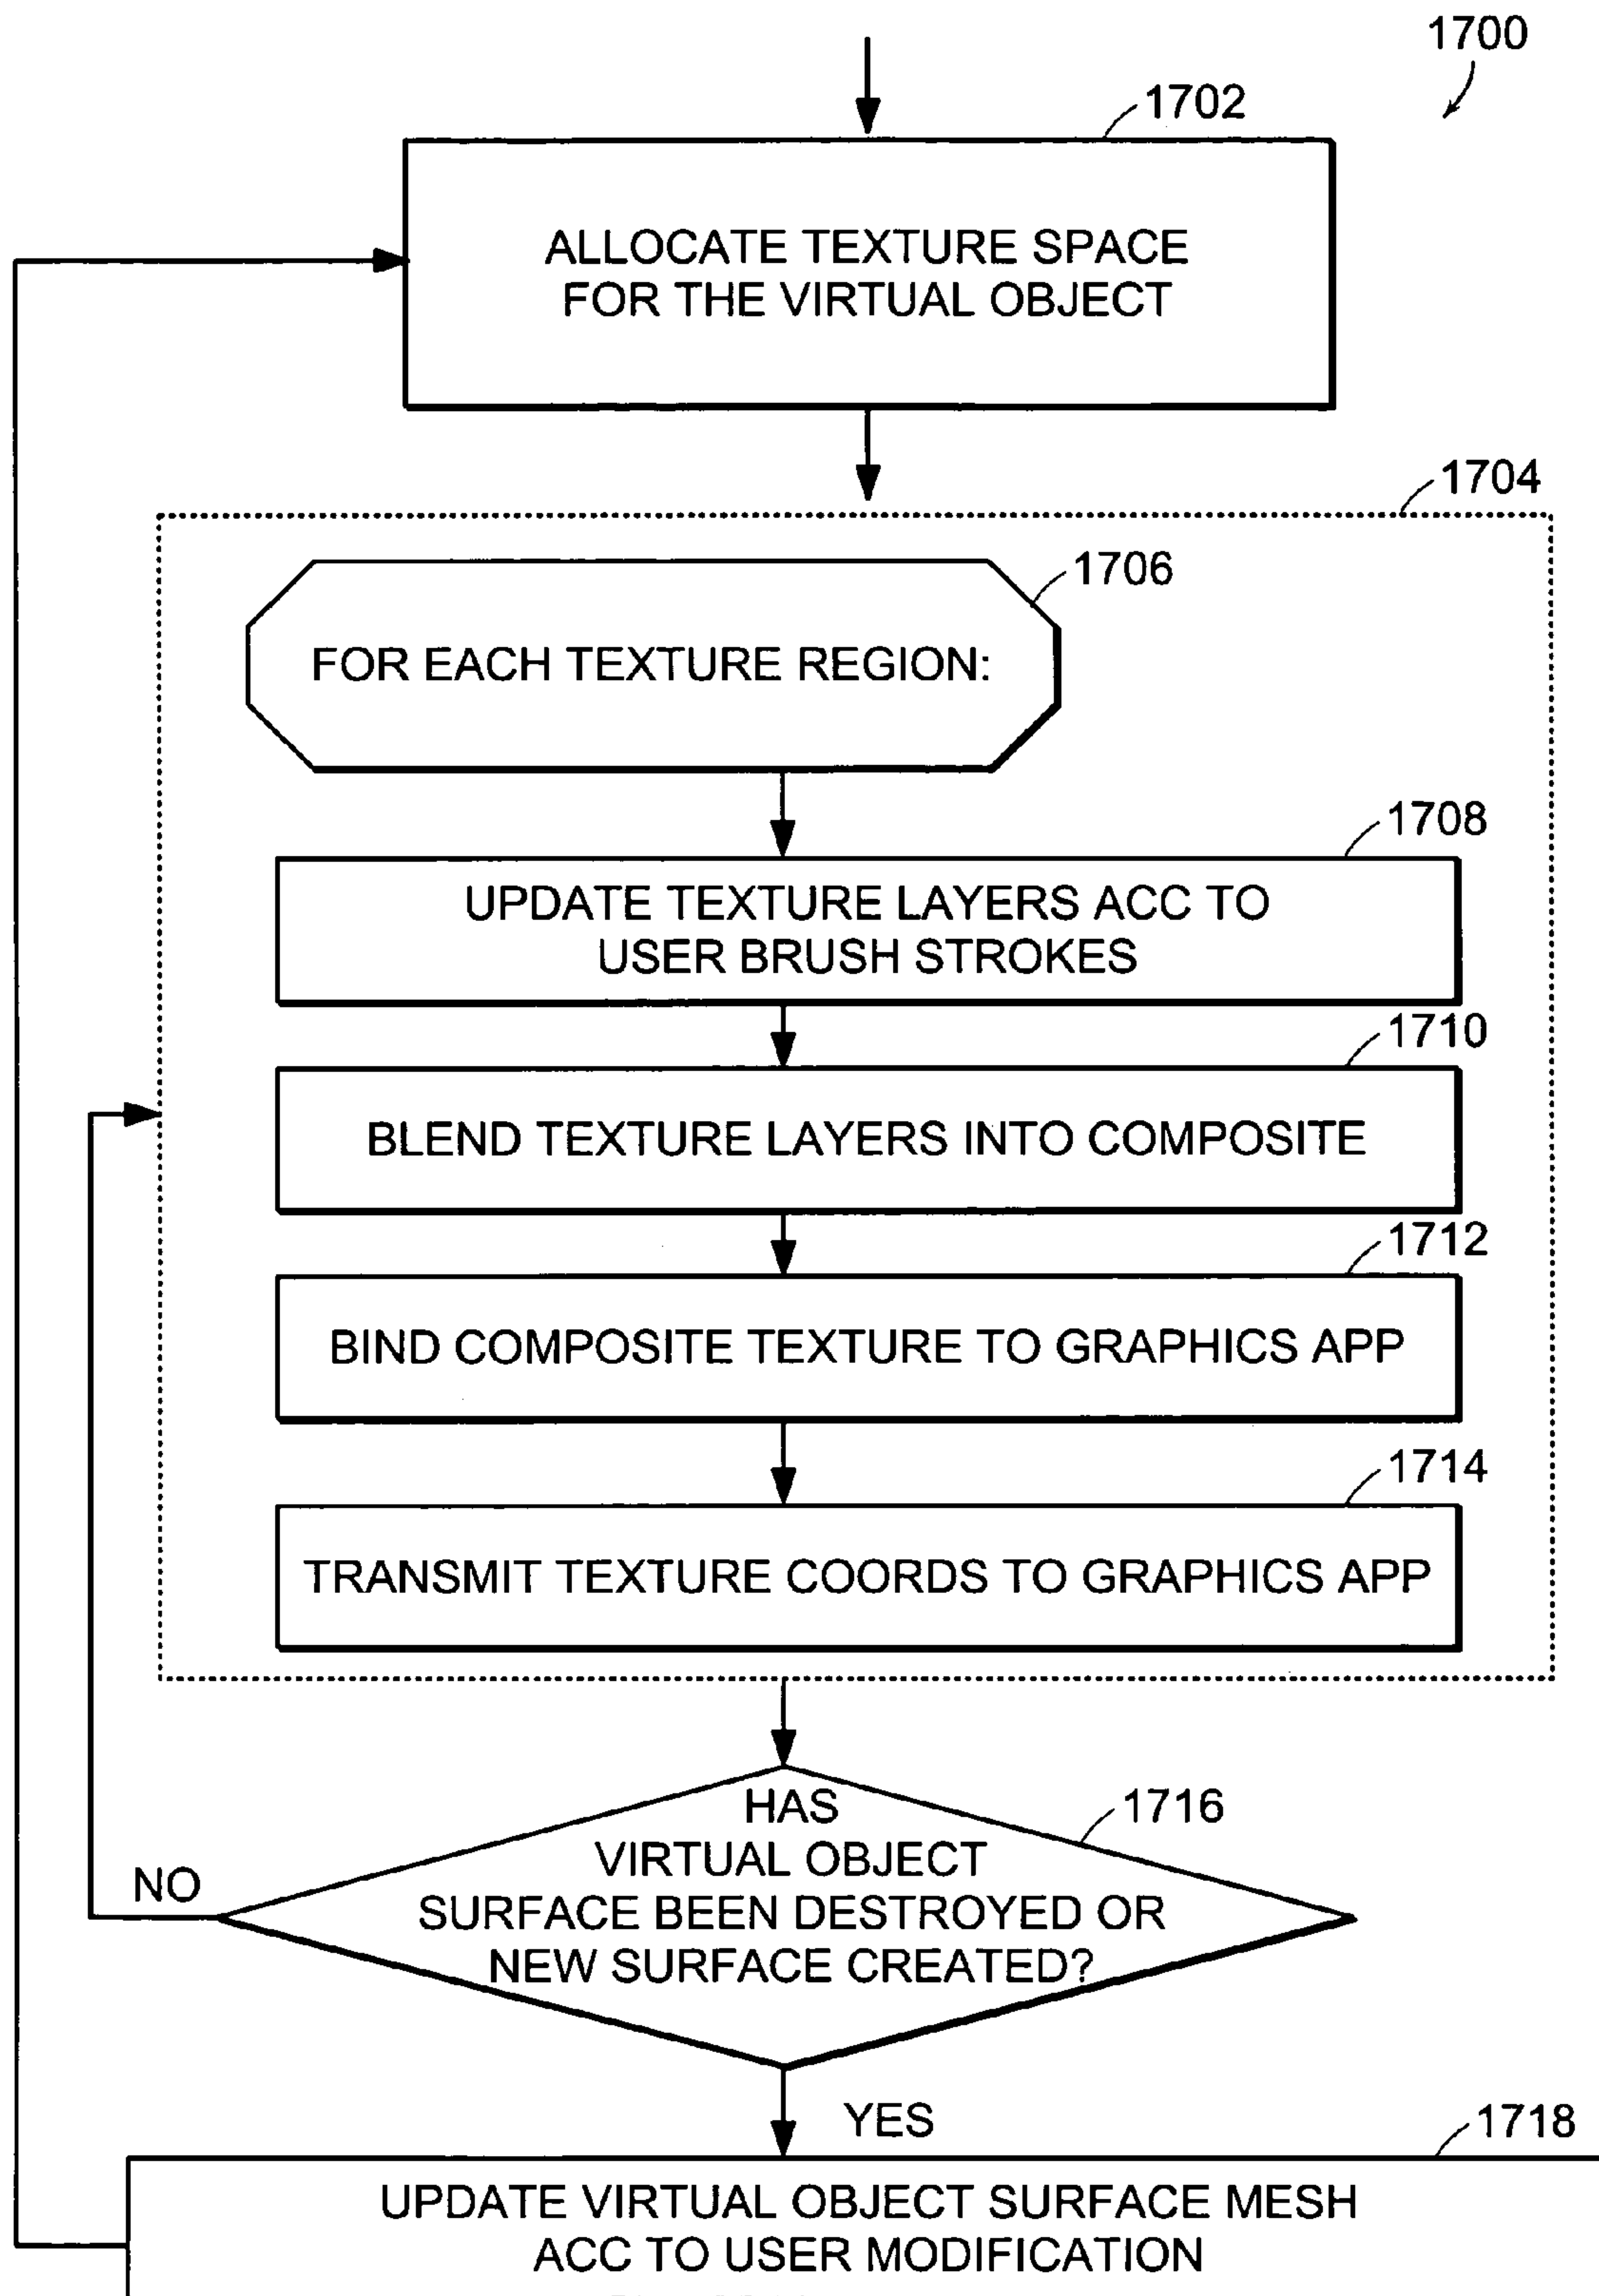 1700
1702
ALLOCATE TEXTURE SPACE
FOR THE VIRTUAL OBJECT
1704
1706
FOR EACH TEXTURE REGION:
1708
UPDATE TEXTURE LAYERS ACC TO
USER BRUSH STROKES
1710
BLEND TEXTURE LAYERS INTO COMPOSITE
1712
BIND COMPOSITE TEXTURE TO GRAPHICS APP
1714
TRANSMIT TEXTURE COORDS TO GRAPHICS APP
1716
HAS
VIRTUAL OBJECT
SURFACE BEEN DESTROYED OR
NEW SURFACE CREATED?
NO
YES
1718
UPDATE VIRTUAL OBJECT SURFACE MESH
ACC TO USER MODIFICATION